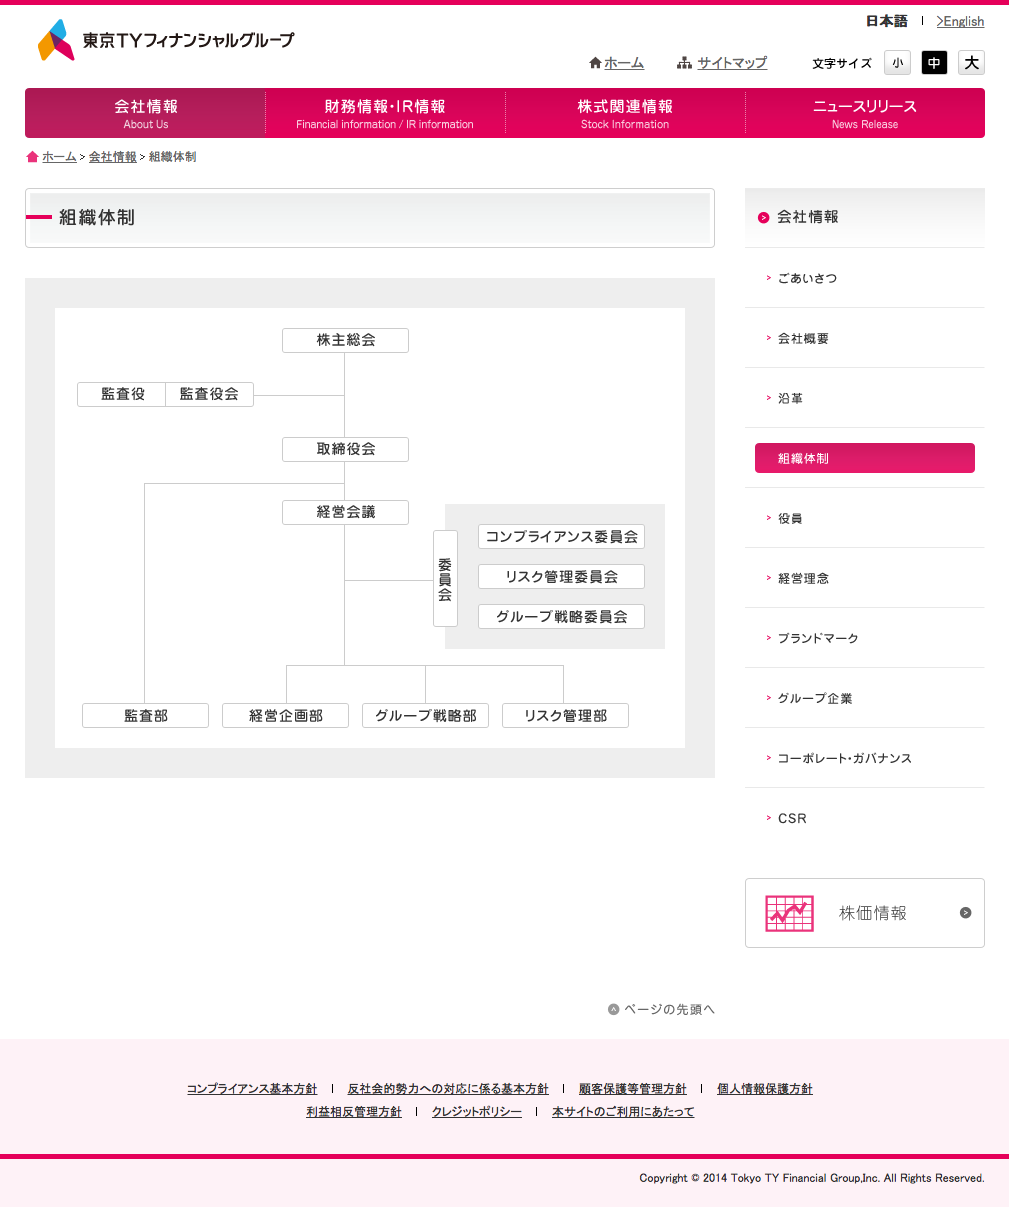 日本語 | >English
東京TYフィナンシャルグループ
ホーム サイトマップ 文字サイズ 小 中 大
会社情報 財務情報・IR情報 株式関連情報 ニュースリリース
About Us Financial information / IR information Stock Information News Release
ホーム > 会社情報 > 組織体制
組織体制
株主総会
監査役 監査役会
取締役会
経営会議
委員会
コンプライアンス委員会
リスク管理委員会
グループ戦略委員会
監査部 経営企画部 グループ戦略部 リスク管理部
会社情報
ごあいさつ
会社概要
沿革
組織体制
役員
経営理念
ブランドマーク
グループ企業
コーポレート・ガバナンス
CSR
株価情報
ページの先頭へ
コンプライアンス基本方針 | 反社会的勢力への対応に係る基本方針 | 顧客保護等管理方針 | 個人情報保護方針
利益相反管理方針 | クレジットポリシー | 本サイトのご利用にあたって
Copyright © 2014 Tokyo TY Financial Group,Inc. All Rights Reserved.